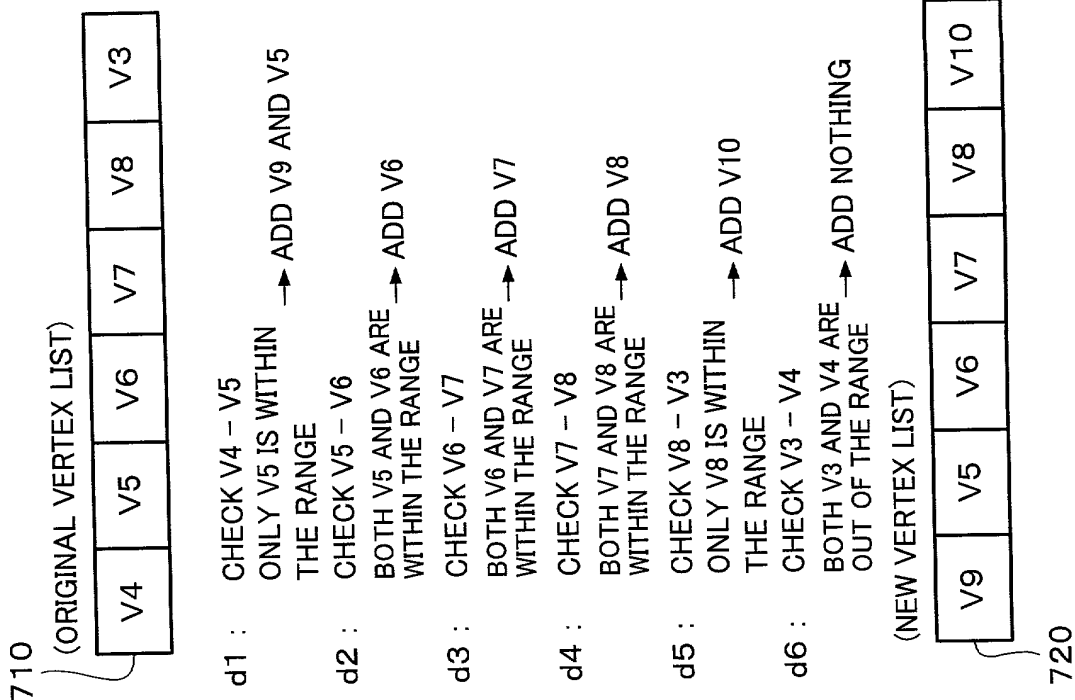 710
(ORIGINAL VERTEX LIST)
V4 V5 V6 V7 V8 V3
d1 : CHECK V4 – V5
ONLY V5 IS WITHIN
THE RANGE → ADD V9 AND V5
d2 : CHECK V5 – V6
BOTH V5 AND V6 ARE
WITHIN THE RANGE → ADD V6
d3 : CHECK V6 – V7
BOTH V6 AND V7 ARE
WITHIN THE RANGE → ADD V7
d4 : CHECK V7 – V8
BOTH V7 AND V8 ARE
WITHIN THE RANGE → ADD V8
d5 : CHECK V8 – V3
ONLY V8 IS WITHIN
THE RANGE → ADD V10
d6 : CHECK V3 – V4
BOTH V3 AND V4 ARE
OUT OF THE RANGE → ADD NOTHING
(NEW VERTEX LIST)
V9 V5 V6 V7 V8 V10
720